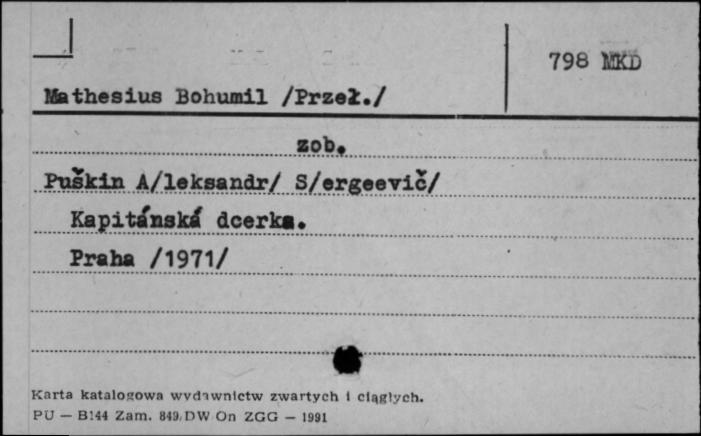 798 MKD
Mathesius Bohumil /Przeł./
zob.
Puškin A/leksandr/ S/ergeevič/
Kapitánská dcerka.
Praha /1971/
Karta katalogowa wydawnictw zwartych i ciągłych.
PU — B144 Zam. 849/DW On ZGG — 1991